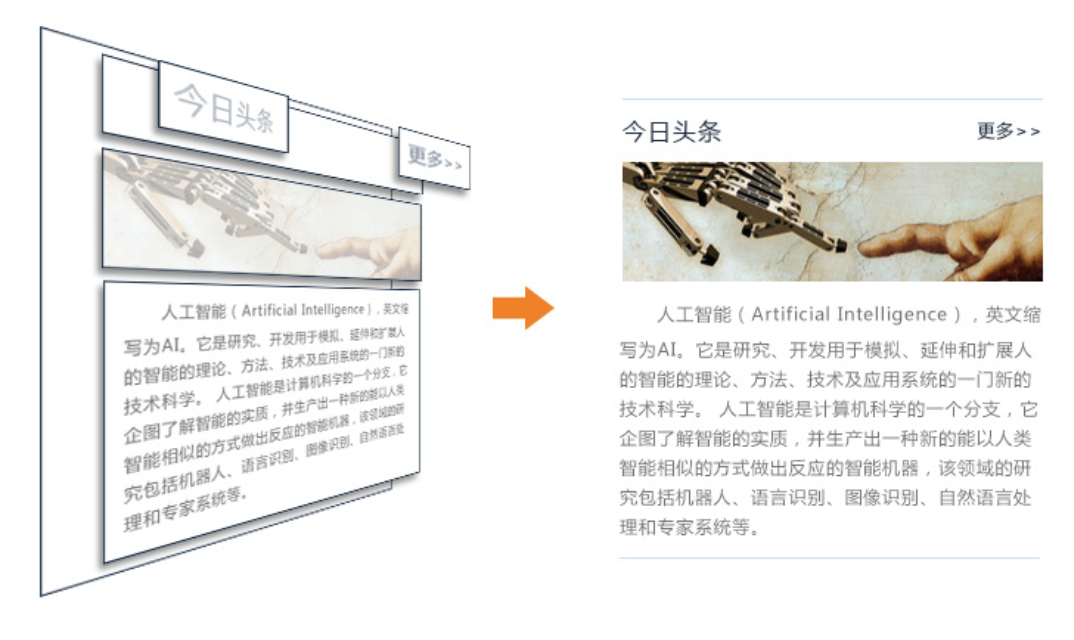 今日头条
更多>>
人工智能（Artificial Intelligence），英文缩
写为AI。它是研究、开发用于模拟、延伸和扩展人
的智能的理论、方法、技术及应用系统的一门新的
技术科学。 人工智能是计算机科学的一个分支，它
企图了解智能的实质，并生产出一种新的能以人类
智能相似的方式做出反应的智能机器，该领域的研
究包括机器人、语言识别、图像识别、自然语言处
理和专家系统等。
今日头条
更多>>
人工智能（Artificial Intelligence），英文缩
写为AI。它是研究、开发用于模拟、延伸和扩展人
的智能的理论、方法、技术及应用系统的一门新的
技术科学。 人工智能是计算机科学的一个分支，它
企图了解智能的实质，并生产出一种新的能以人类
智能相似的方式做出反应的智能机器，该领域的研
究包括机器人、语言识别、图像识别、自然语言处
理和专家系统等。